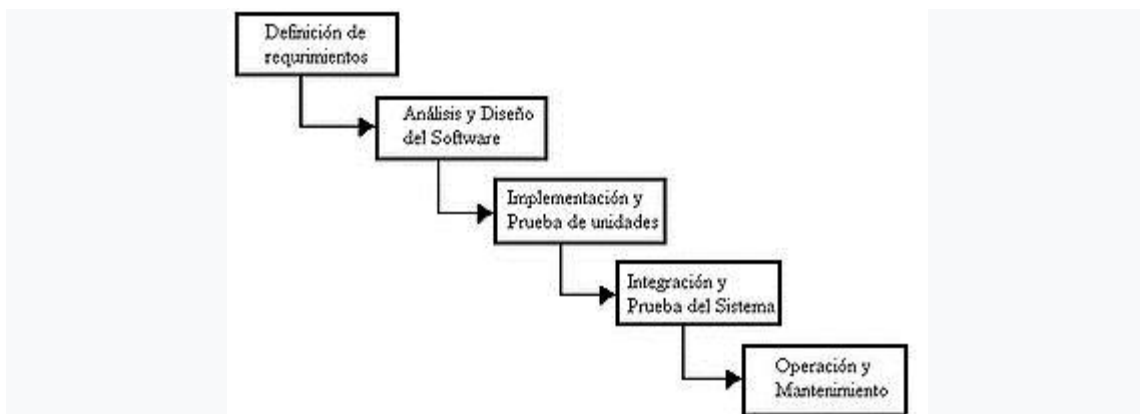 Definición de
requrimientos
Análisis y Diseño
del Software
Implementación y
Prueba de unidades
Integración y
Prueba del Sistema
Operación y
Mantenimiento